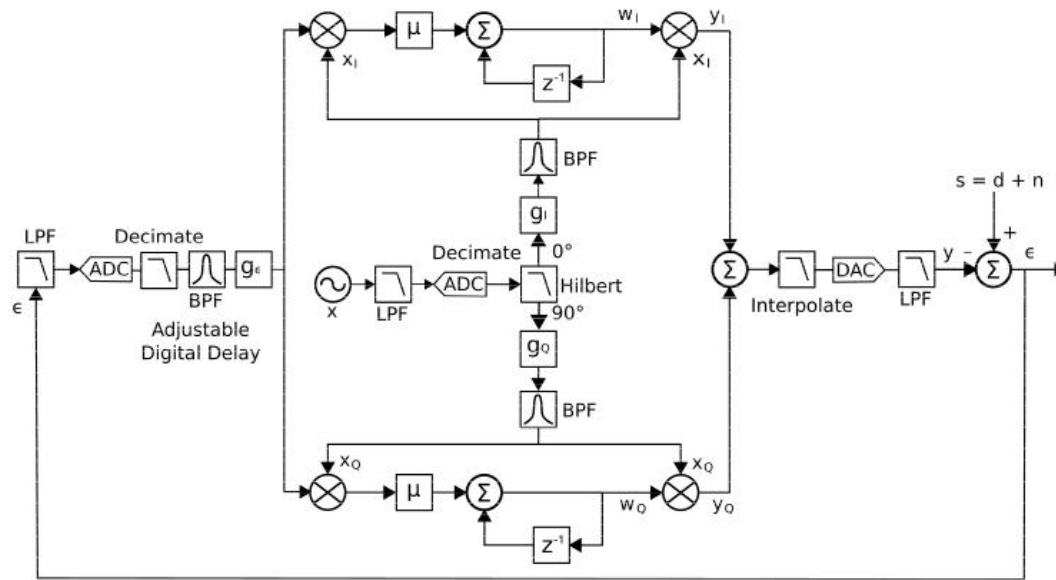 μ
Σ
w_I
y_I
x_I
x_I
z⁻¹
BPF
s = d + n
g_I
LPF
Decimate
Decimate
0°
+
ADC
g_ε
ADC
Hilbert
Σ
DAC
y
-
Σ
ϵ
ϵ
BPF
x
LPF
90°
Interpolate
LPF
Adjustable
Digital Delay
g_Q
BPF
x_Q
x_Q
μ
Σ
w_Q
y_Q
z⁻¹